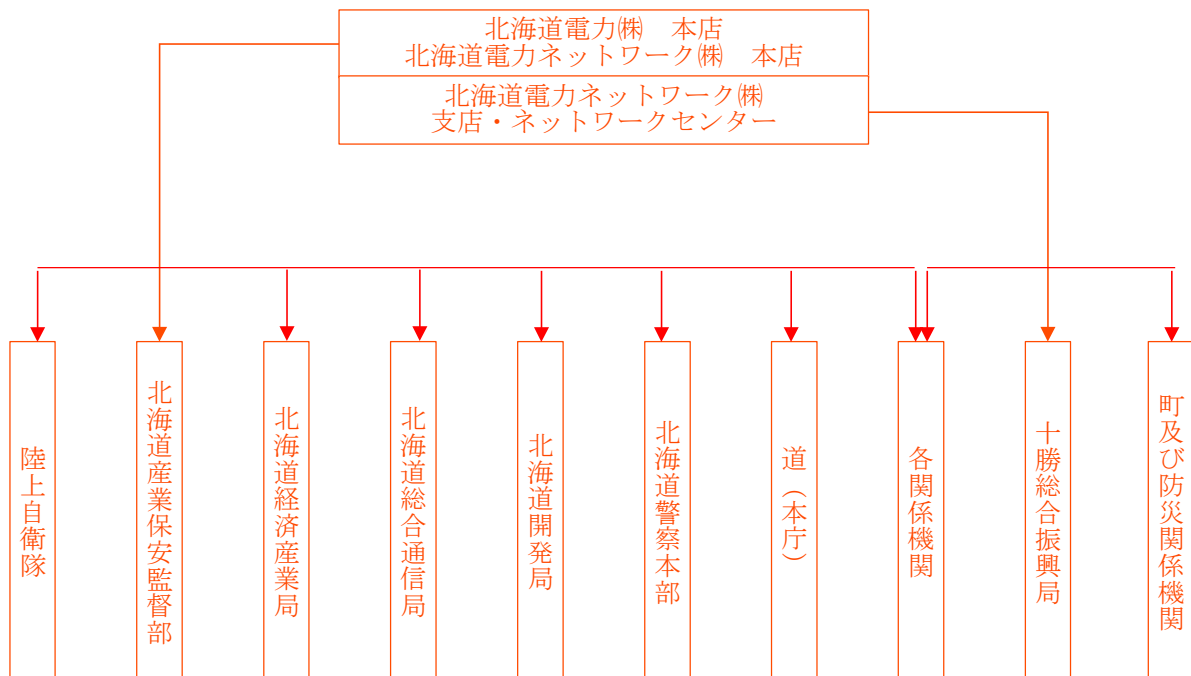 北海道電力㈱　本店
北海道電力ネットワーク㈱　本店
北海道電力ネットワーク㈱
支店・ネットワークセンター
陸上自衛隊
北海道産業保安監督部
北海道経済産業局
北海道総合通信局
北海道開発局
北海道警察本部
道（本庁）
各関係機関
十勝総合振興局
町及び防災関係機関